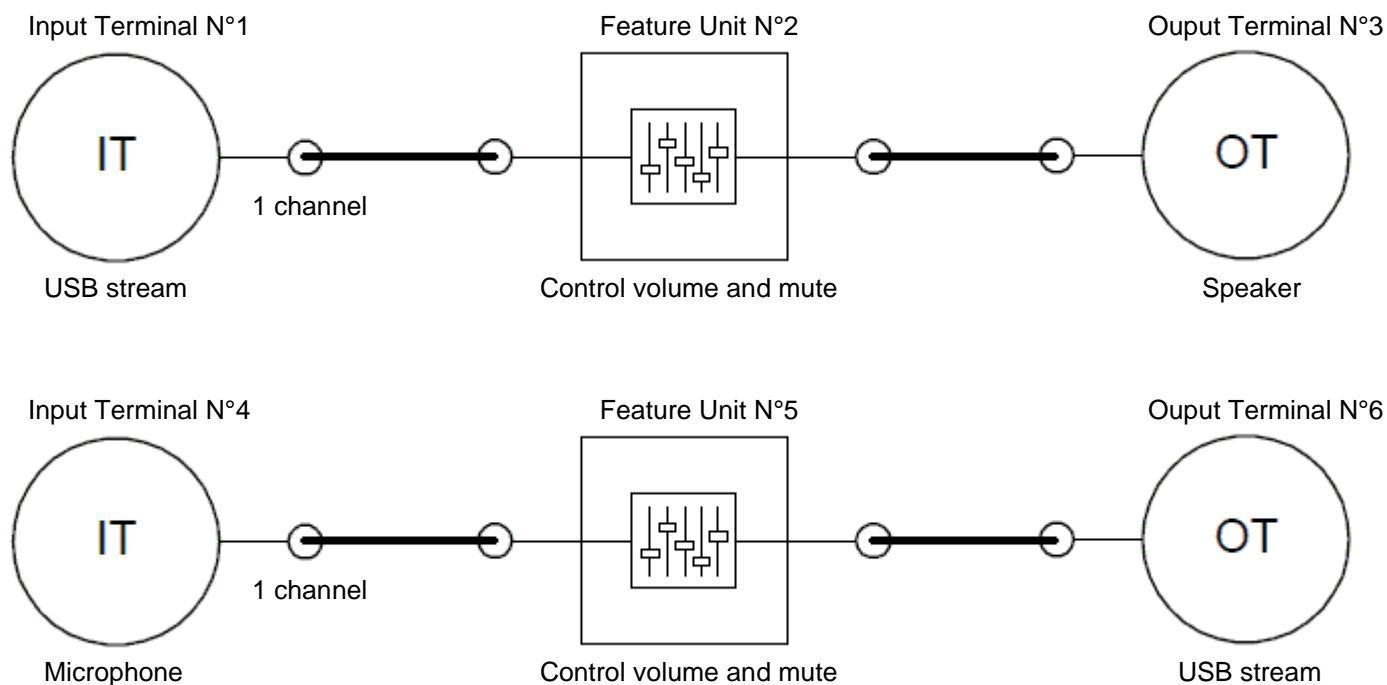 Input Terminal N°1
Feature Unit N°2
Ouput Terminal N°3
IT
OT
1 channel
USB stream
Control volume and mute
Speaker
Input Terminal N°4
Feature Unit N°5
Ouput Terminal N°6
IT
OT
1 channel
Microphone
Control volume and mute
USB stream